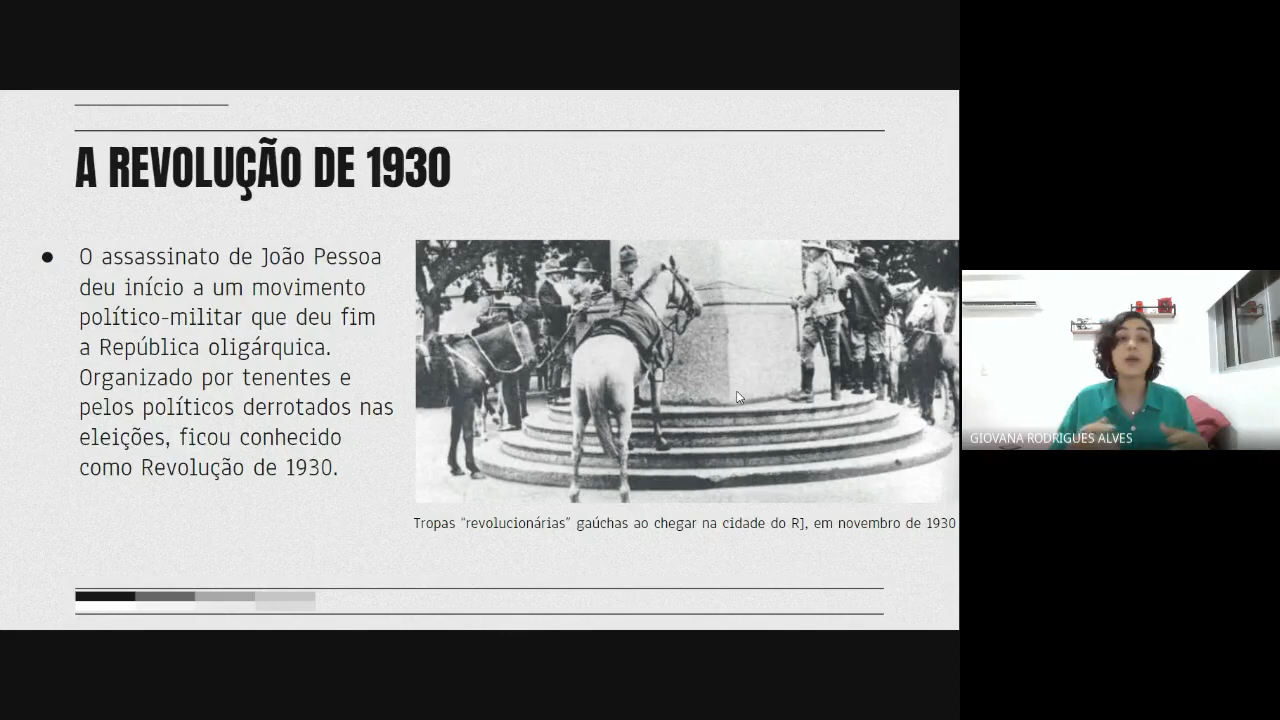 A REVOLUÇÃO DE 1930
O assassinato de João Pessoa
deu início a um movimento
político-militar que deu fim
a República oligárquica.
Organizado por tenentes e
pelos políticos derrotados nas
eleições, ficou conhecido
como Revolução de 1930.
Tropas “revolucionárias” gaúchas ao chegar na cidade do RJ, em novembro de 1930
GIOVANA RODRIGUES ALVES